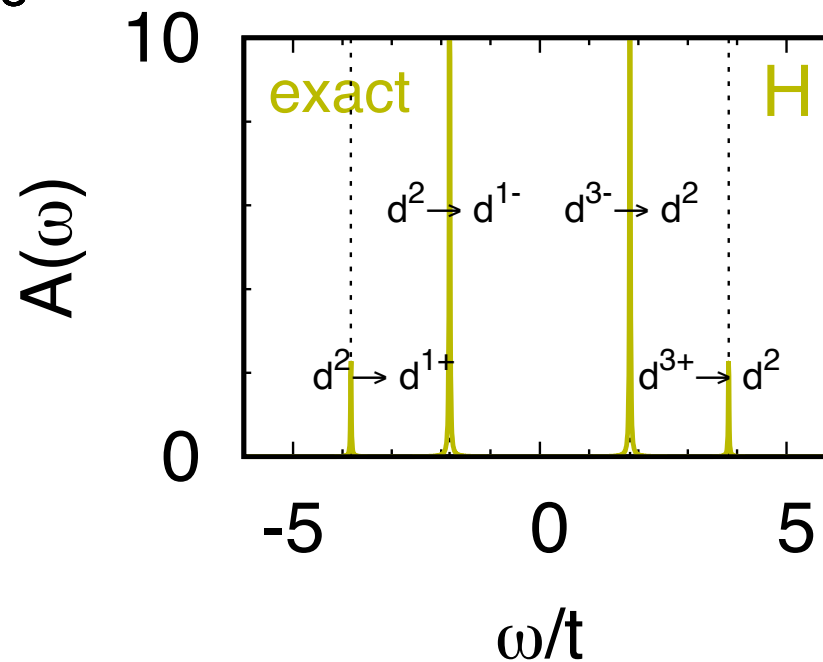 10
exact H
A(ω)
d²→d¹⁻ d³⁻→d²
d²→d¹⁺ d³⁺→d²
0
-5 0 5
ω/t